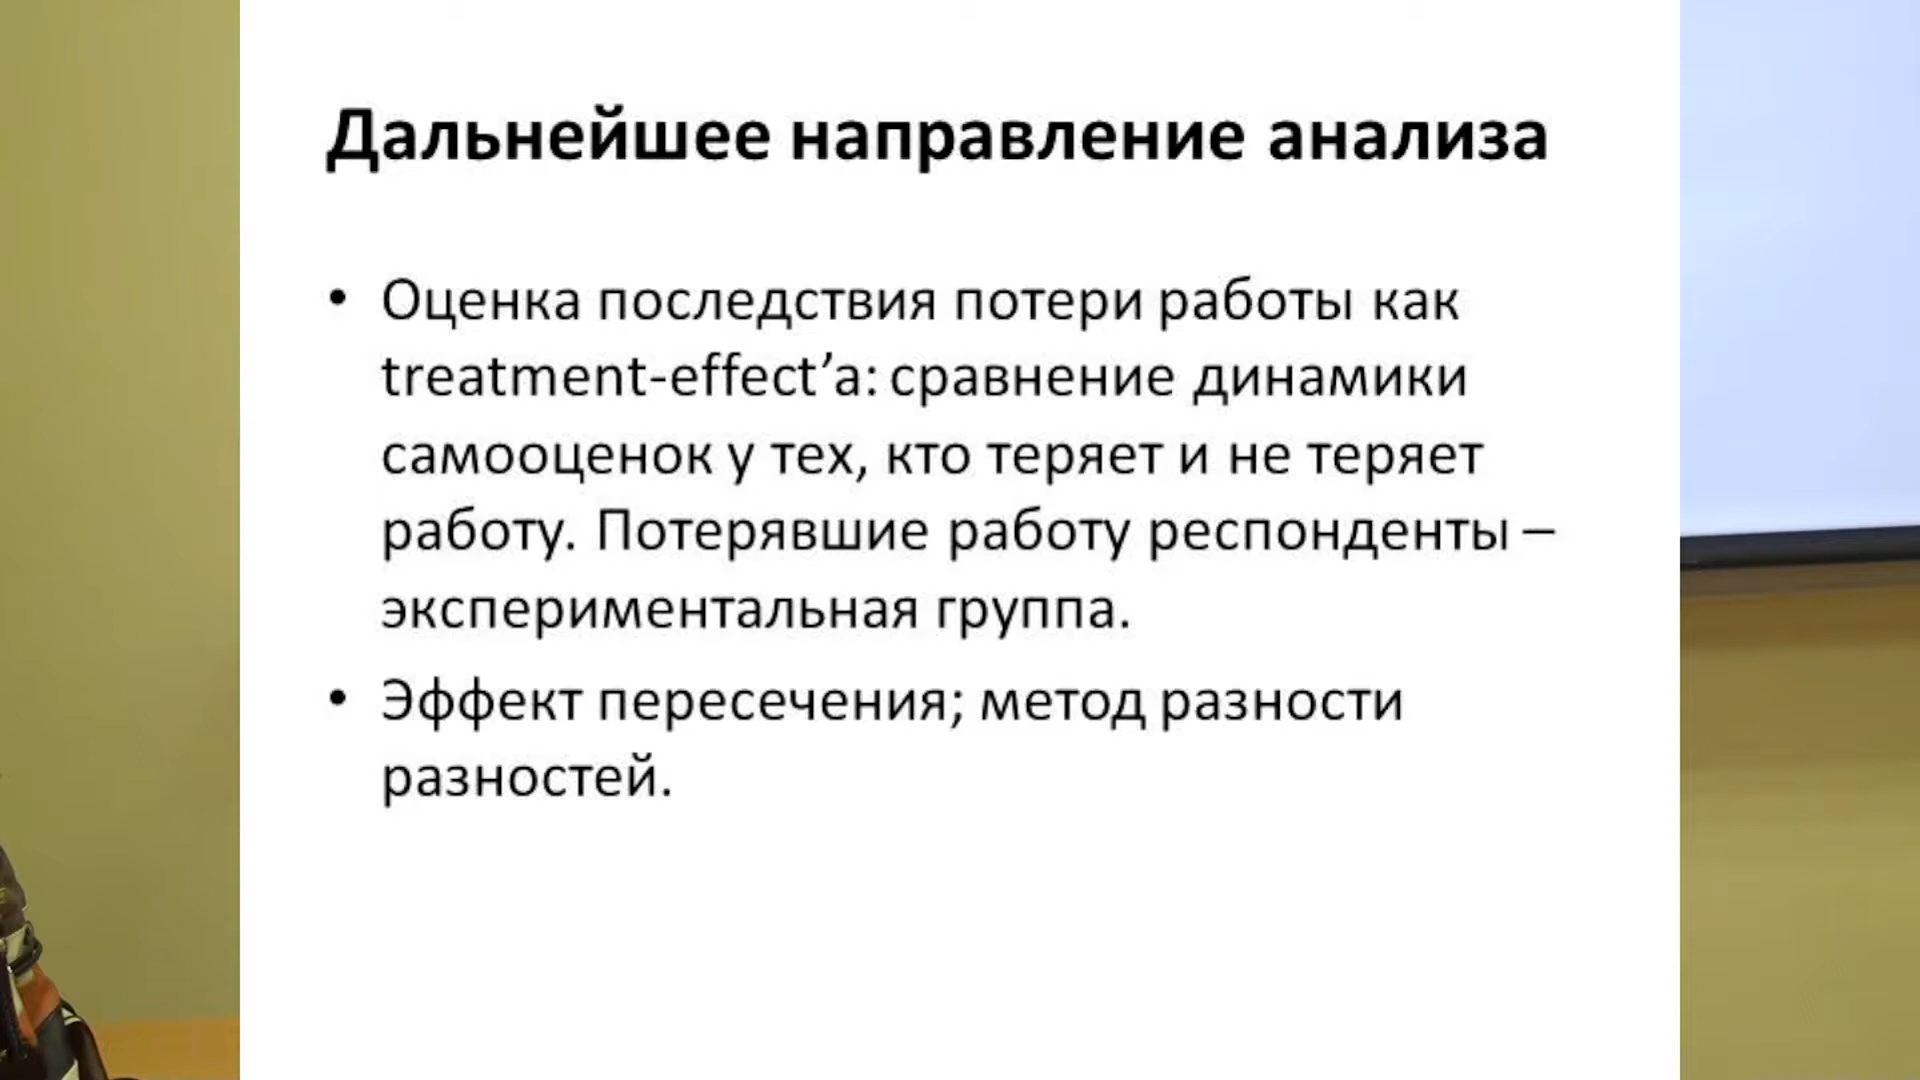 Дальнейшее направление анализа
• Оценка последствия потери работы как
treatment-effect’а: сравнение динамики
самооценок у тех, кто теряет и не теряет
работу. Потерявшие работу респонденты –
экспериментальная группа.
• Эффект пересечения; метод разности
разностей.